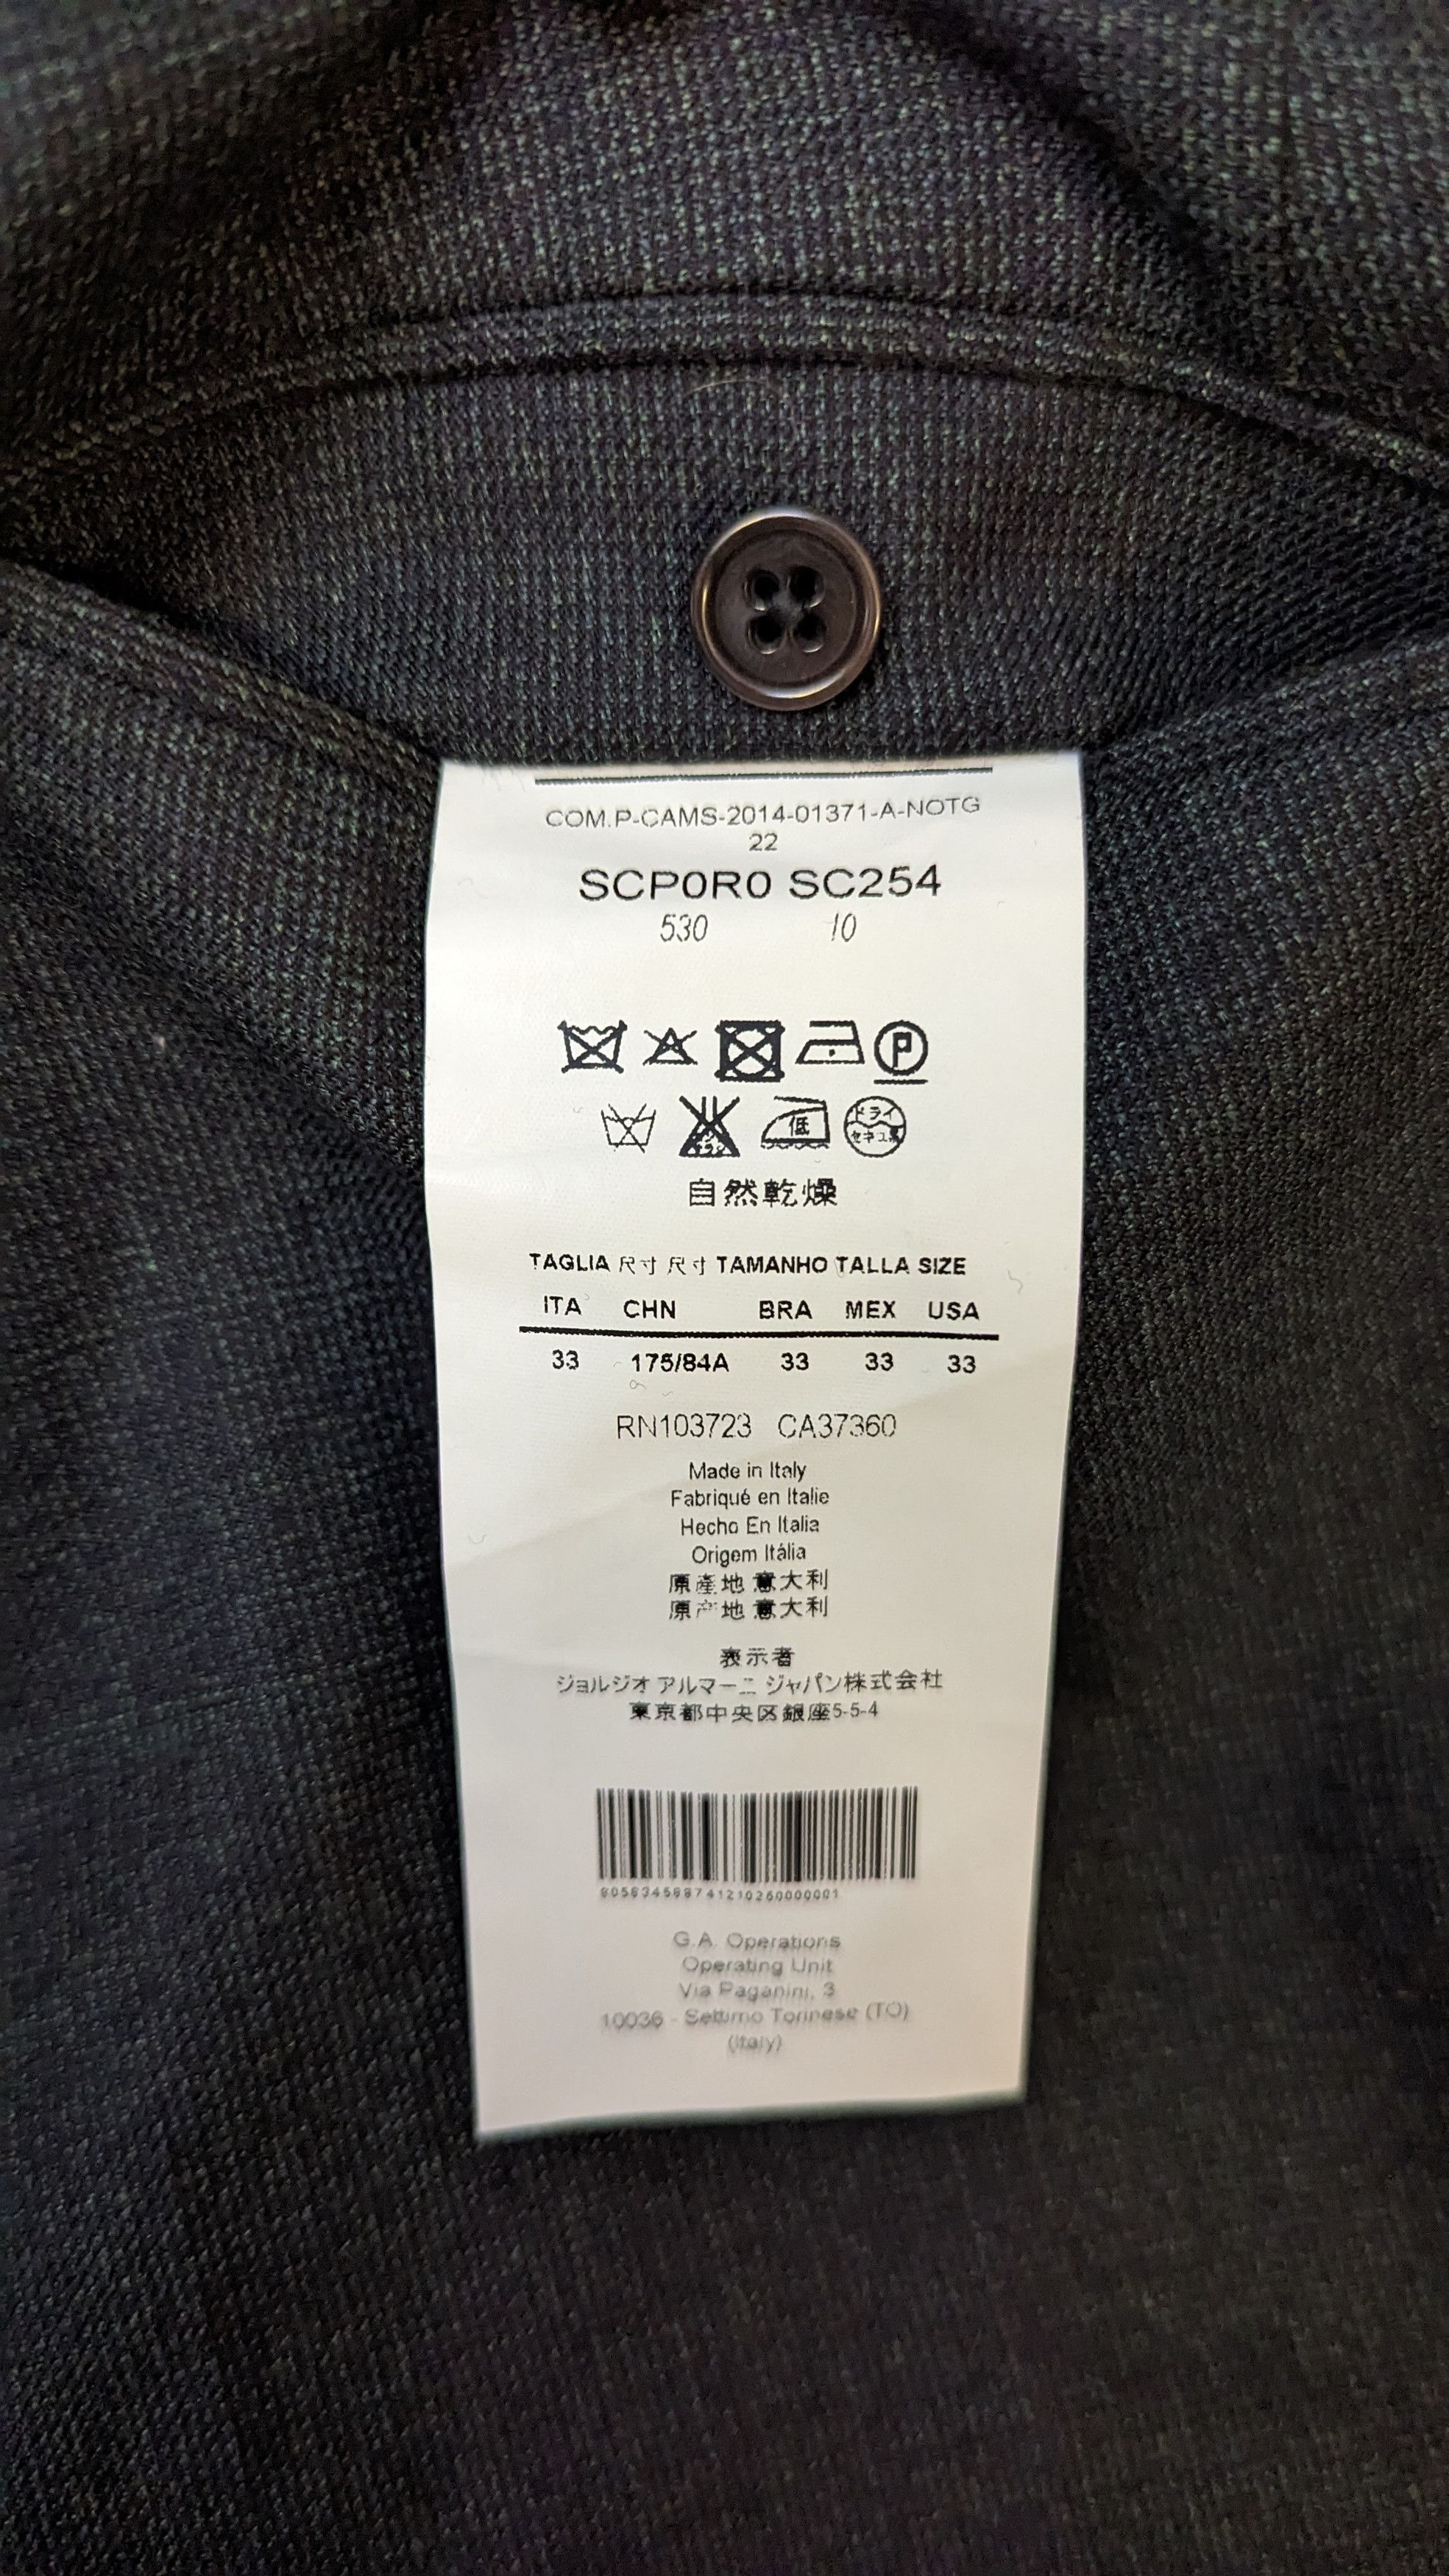 COM.P-CAMS-2014-01371-A-NOTG
22
SCP0R0 SC254
530 10
P
低 ドライ
自然乾燥
TAGLIA 尺寸 尺寸 TAMANHO TALLA SIZE
ITA CHN BRA MEX USA
33 175/84A 33 33 33
RN103723 CA37360
Made in Italy
Fabriqué en Italie
Hecho En Italia
Origem Itália
原產地 意大利
原产地 意大利
表示者
ジョルジオ アルマーニ ジャパン株式会社
東京都中央区銀座5-5-4
G.A. Operations
Operating Unit
Via Paganini, 3
10036 - Settimo Torinese (TO)
(Italy)